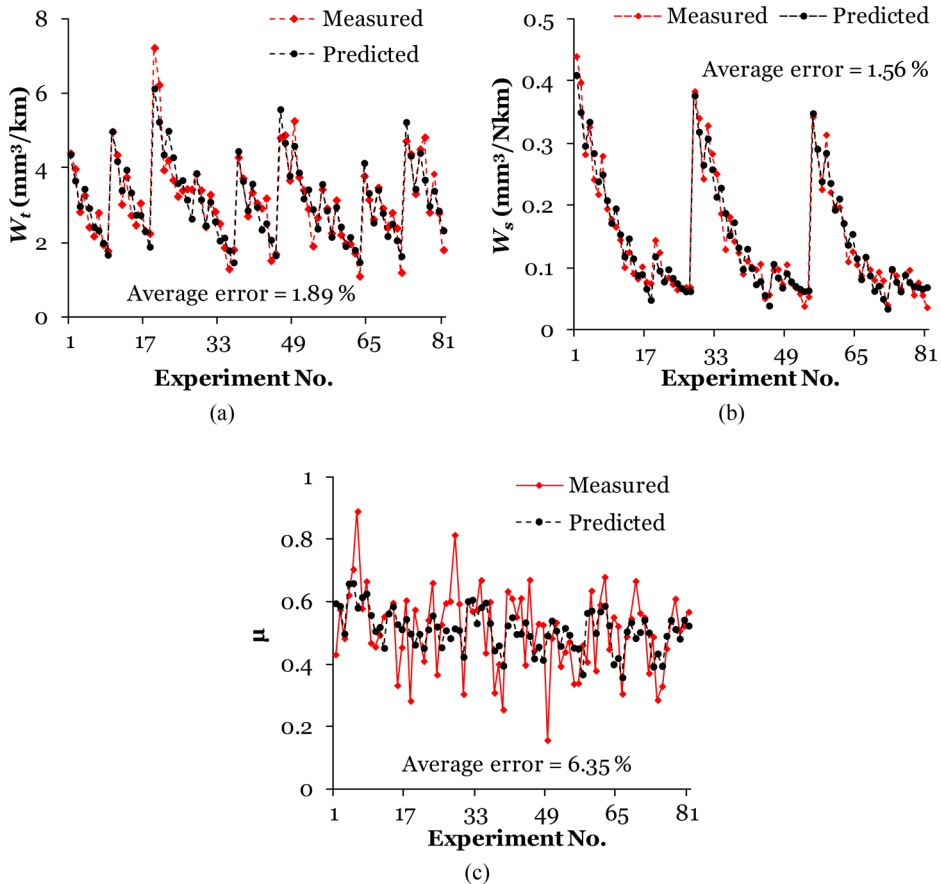 Measured
Predicted
8
6
4
2
0
Wt (mm³/km)
Average error = 1.89 %
1 17 33 49 65 81
Experiment No.
(a)
Measured Predicted
Average error = 1.56 %
0.5
0.4
0.3
0.2
0.1
0
Ws (mm³/Nkm)
1 17 33 49 65 81
Experiment No.
(b)
Measured
Predicted
1
0.8
0.6
0.4
0.2
0
μ
Average error = 6.35 %
1 17 33 49 65 81
Experiment No.
(c)